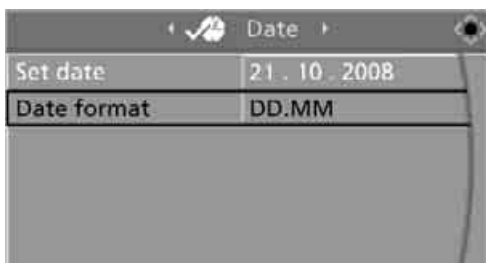 Date
Set date 21 . 10 . 2008
Date format DD.MM